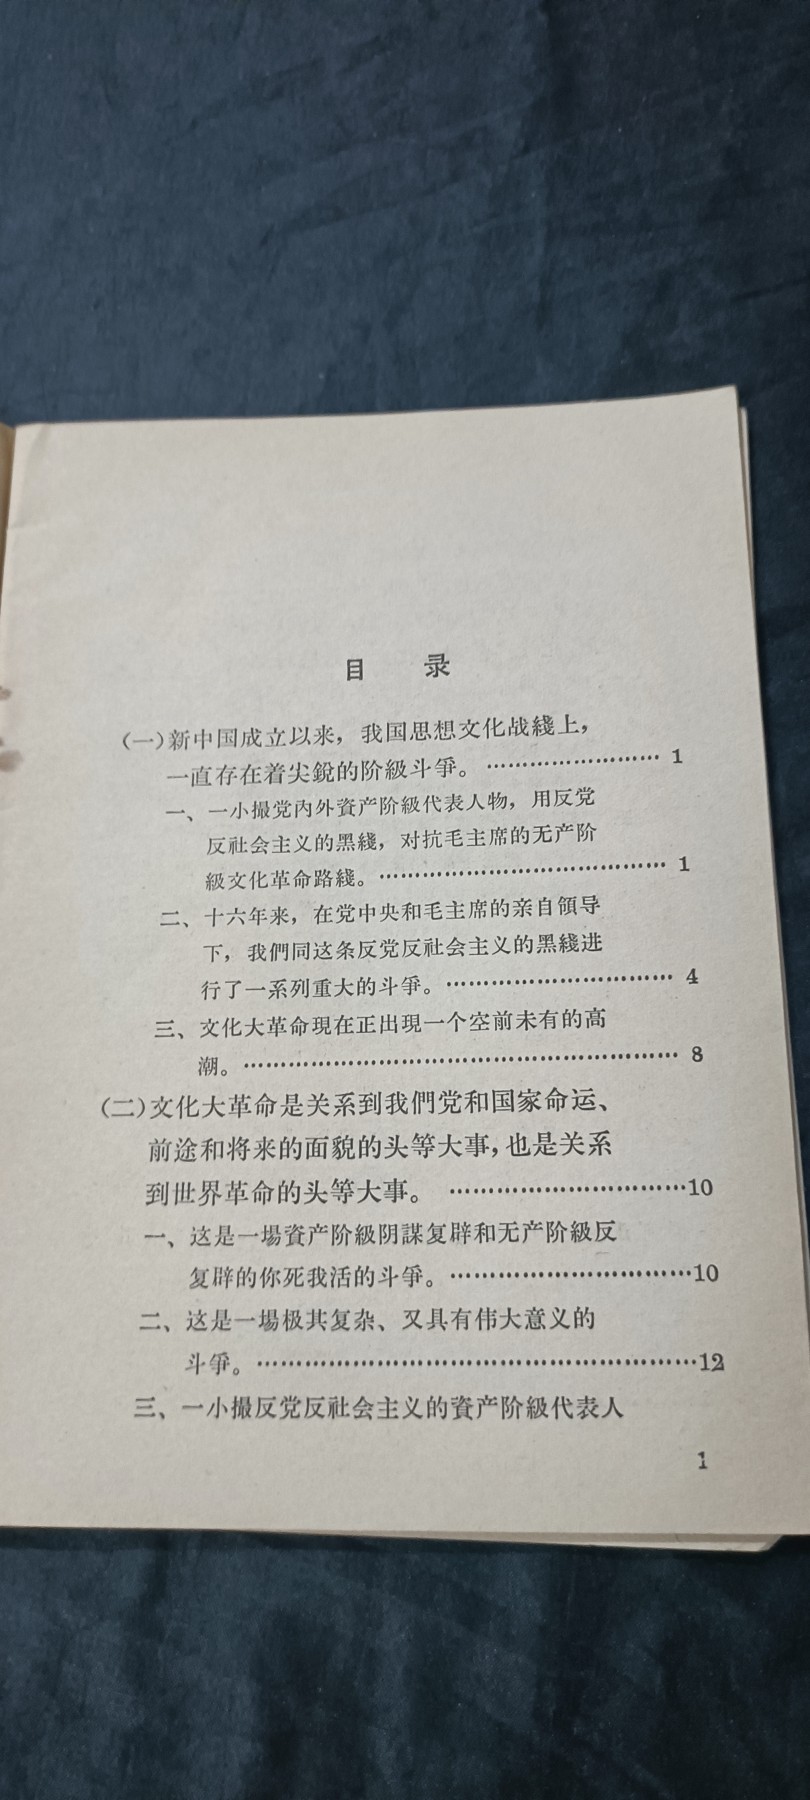 目　　录
（一）新中国成立以来，我国思想文化战綫上，
一直存在着尖銳的阶級斗爭。……………………1
一、一小撮党內外資产阶級代表人物，用反党
反社会主义的黑綫，对抗毛主席的无产阶
級文化革命路綫。………………………………1
二、十六年来，在党中央和毛主席的亲自領导
下，我們同这条反党反社会主义的黑綫进
行了一系列重大的斗爭。………………………4
三、文化大革命現在正出現一个空前未有的高
潮。………………………………………………8
（二）文化大革命是关系到我們党和国家命运、
前途和将来的面貌的头等大事，也是关系
到世界革命的头等大事。…………………………10
一、这是一場資产阶級阴謀复辟和无产阶級反
复辟的你死我活的斗爭。…………………………10
二、这是一場极其复杂、又具有伟大意义的
斗爭。………………………………………………12
三、一小撮反党反社会主义的資产阶級代表人
1